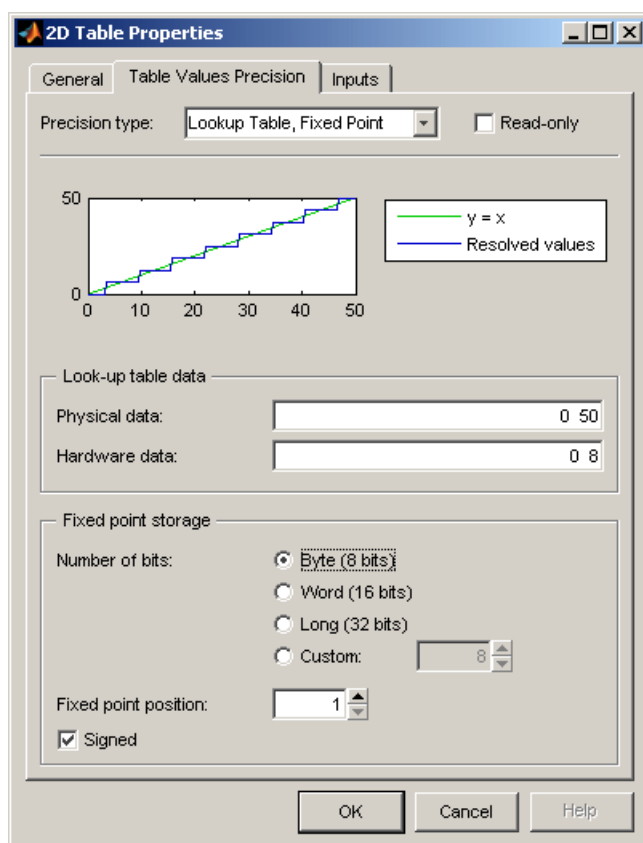 2D Table Properties
General Table Values Precision Inputs
Precision type: Lookup Table, Fixed Point Read-only
50
0
0 10 20 30 40 50
y = x
Resolved values
Look-up table data
Physical data: 0 50
Hardware data: 0 8
Fixed point storage
Number of bits: Byte (8 bits)
Word (16 bits)
Long (32 bits)
Custom: 8
Fixed point position: 1
Signed
OK Cancel Help